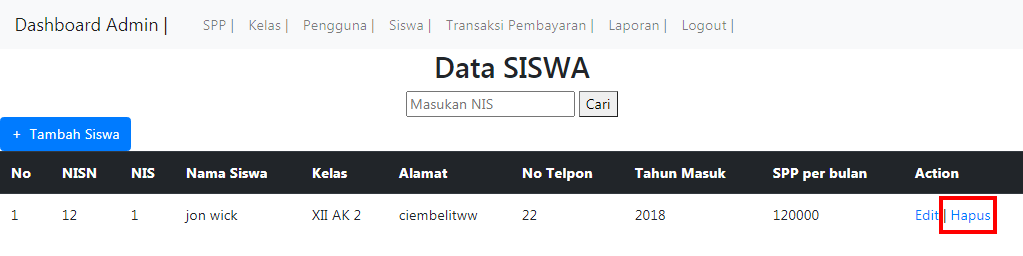 Dashboard Admin | SPP | Kelas | Pengguna | Siswa | Transaksi Pembayaran | Laporan | Logout |
Data SISWA
Masukan NIS Cari
+ Tambah Siswa
No NISN NIS Nama Siswa Kelas Alamat No Telpon Tahun Masuk SPP per bulan Action
1 12 1 jon wick XII AK 2 ciembelitww 22 2018 120000 Edit | Hapus